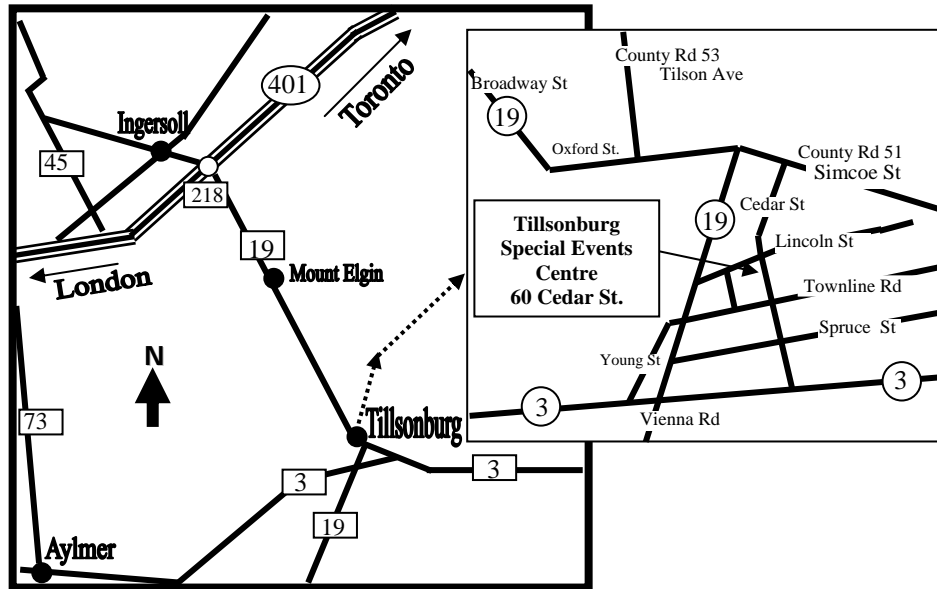 401
Toronto
Ingersoll
45
218
19
Mount Elgin
London
N
73
Tillsonburg
3
3
19
Aylmer
County Rd 53
Tilson Ave
Broadway St
19
Oxford St.
County Rd 51
Simcoe St
Cedar St
19
Tillsonburg
Special Events
Centre
60 Cedar St.
Lincoln St
Townline Rd
Spruce St
Young St
3
3
Vienna Rd